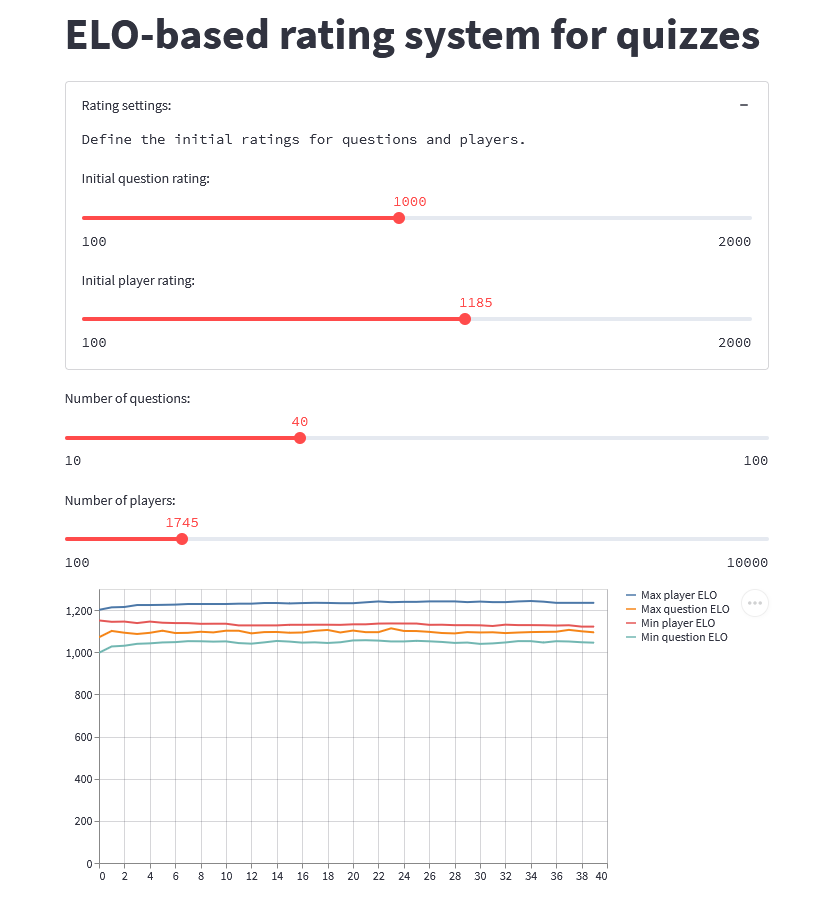 ELO-based rating system for quizzes
Rating settings:
Define the initial ratings for questions and players.
Initial question rating:
1000
100 2000
Initial player rating:
1185
100 2000
Number of questions:
40
10 100
Number of players:
1745
100 10000
Max player ELO
Max question ELO
Min player ELO
Min question ELO
1,200
1,000
800
600
400
200
0
0 2 4 6 8 10 12 14 16 18 20 22 24 26 28 30 32 34 36 38 40